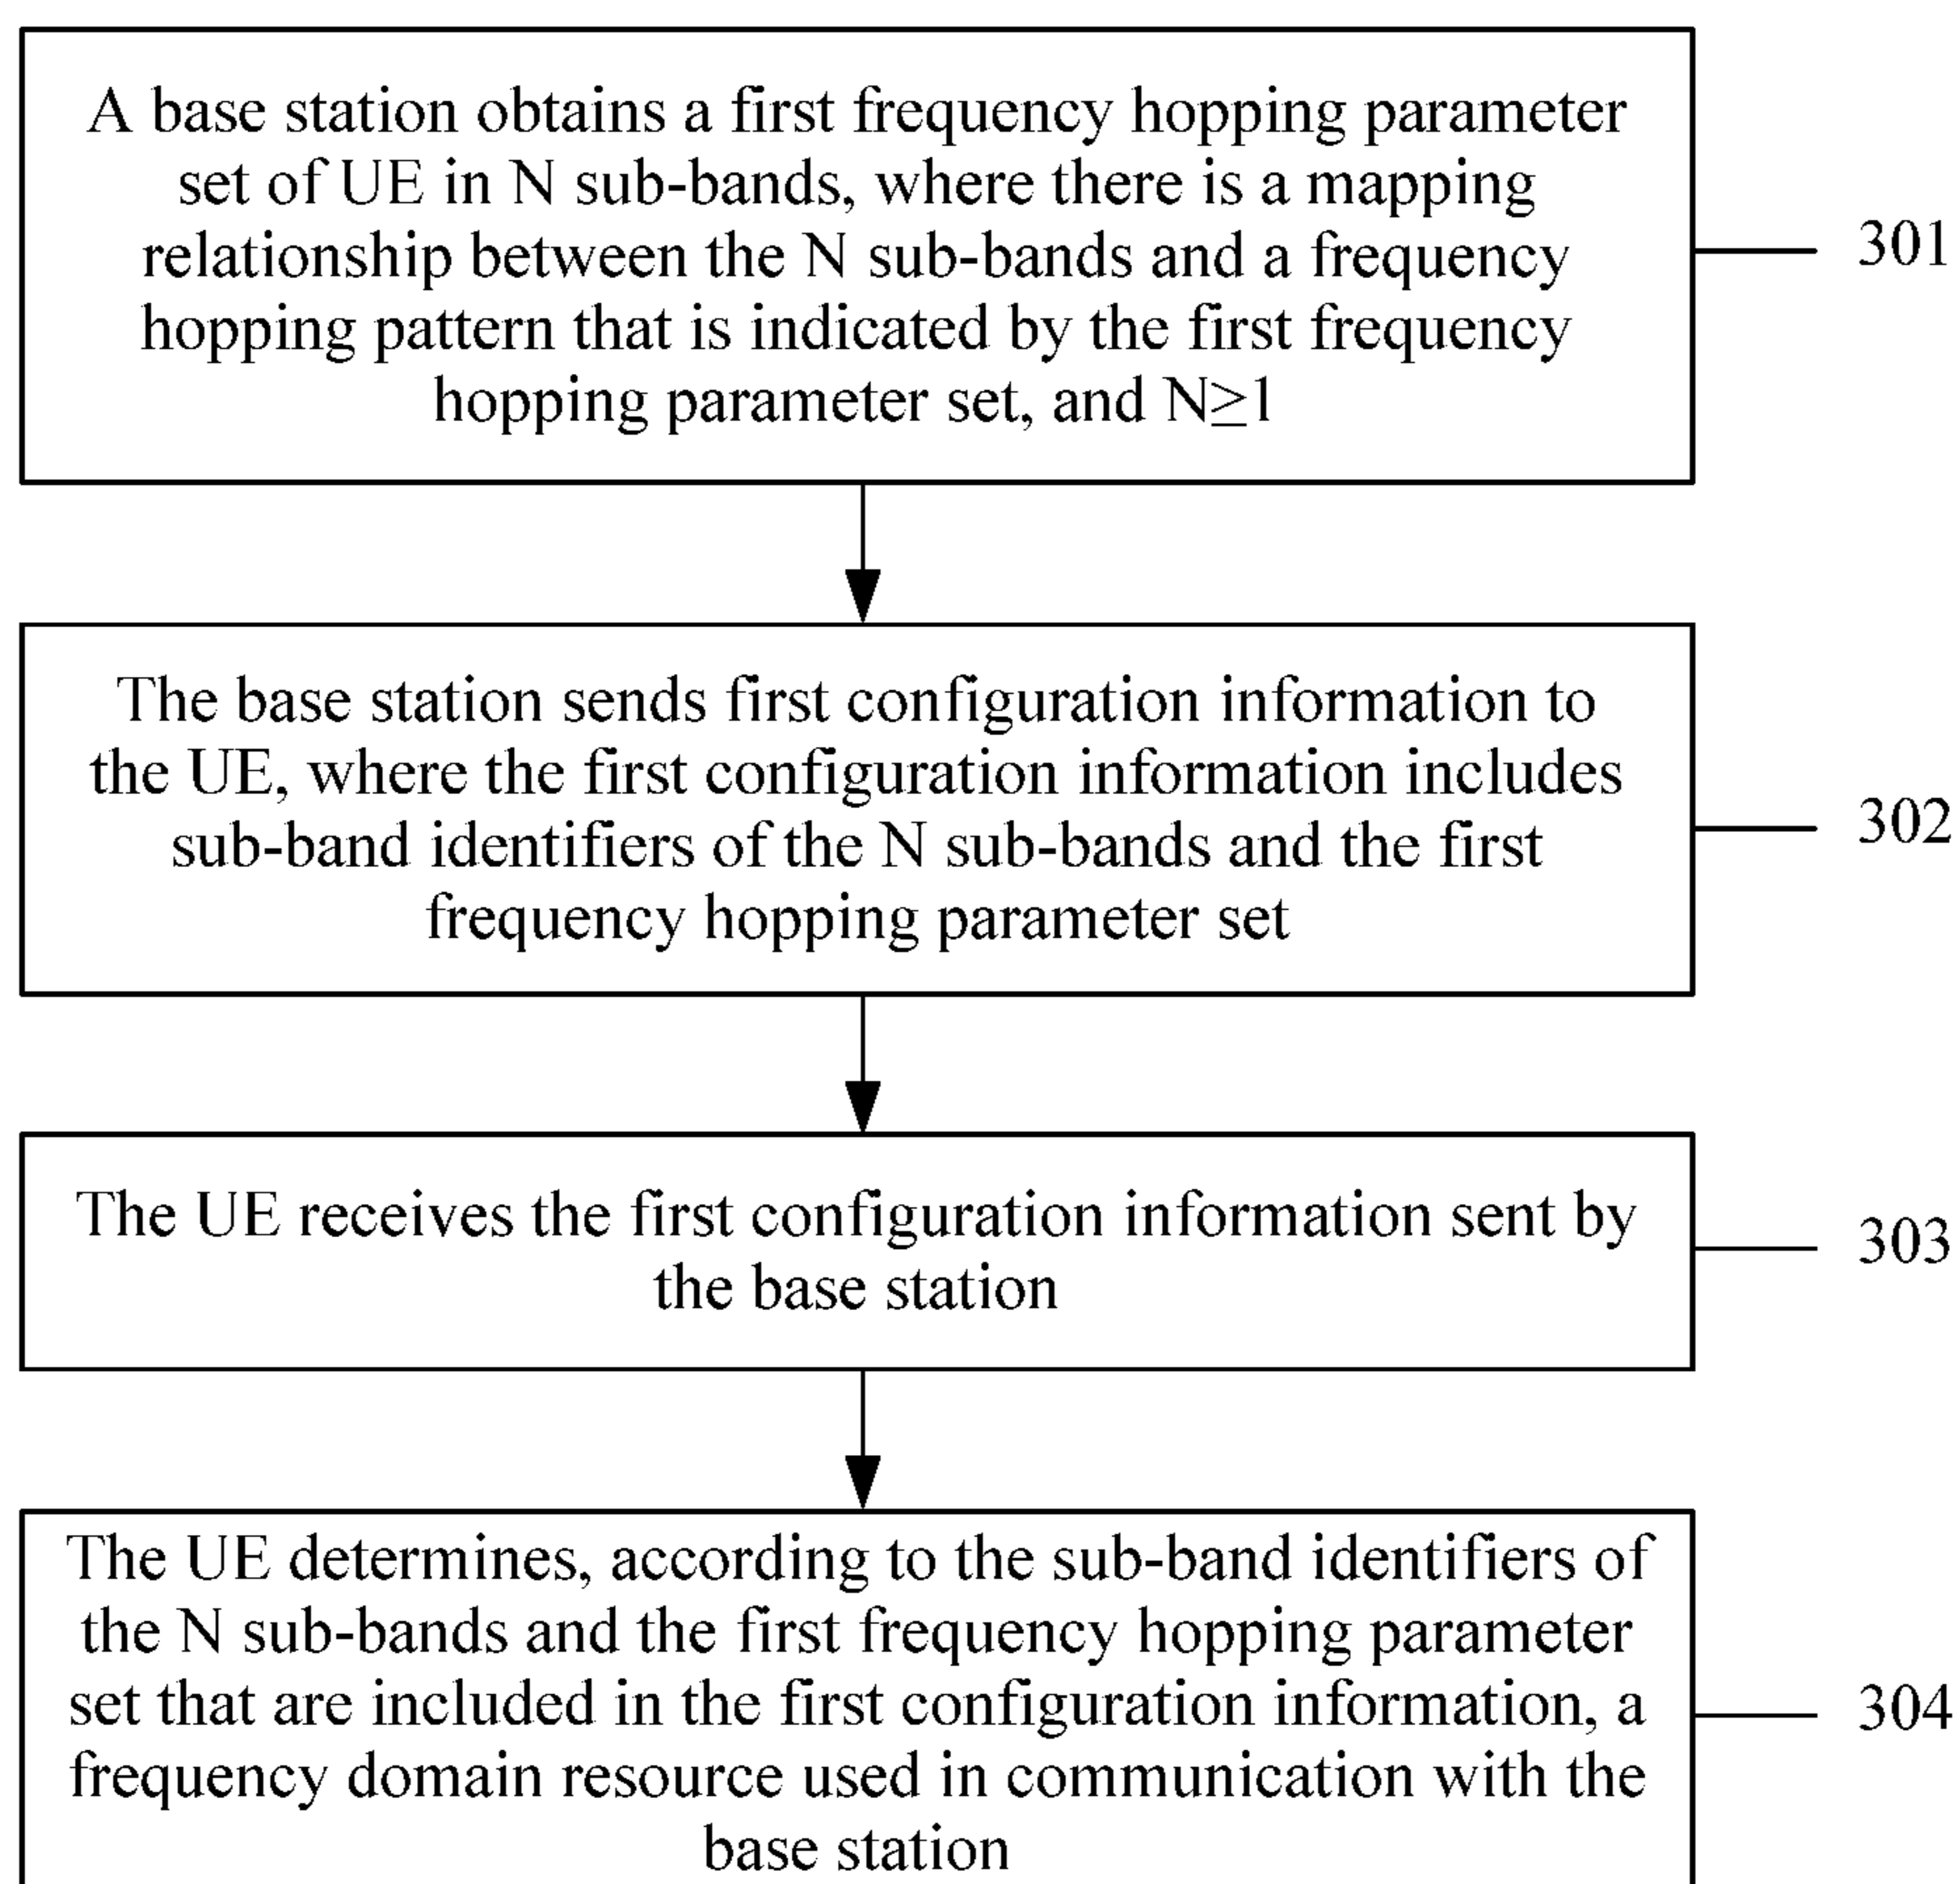 A base station obtains a first frequency hopping parameter
set of UE in N sub-bands, where there is a mapping
relationship between the N sub-bands and a frequency
hopping pattern that is indicated by the first frequency
hopping parameter set, and N≥1
301
The base station sends first configuration information to
the UE, where the first configuration information includes
sub-band identifiers of the N sub-bands and the first
frequency hopping parameter set
302
The UE receives the first configuration information sent by
the base station
303
The UE determines, according to the sub-band identifiers of
the N sub-bands and the first frequency hopping parameter
set that are included in the first configuration information, a
frequency domain resource used in communication with the
base station
304